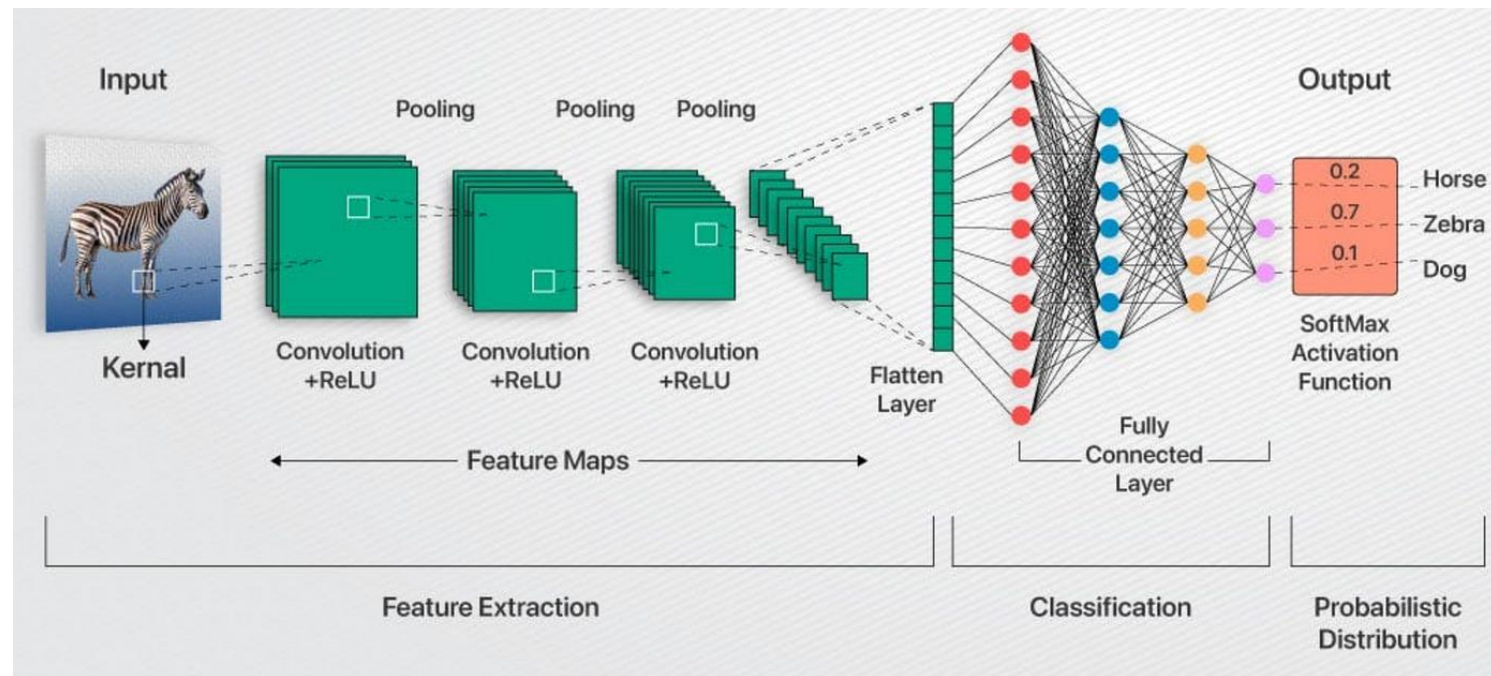 Input
Output
Pooling
Pooling
Pooling
Kernal
Convolution
+ReLU
Convolution
+ReLU
Convolution
+ReLU
Flatten
Layer
0.2
0.7
0.1
Horse
Zebra
Dog
SoftMax
Activation
Function
Feature Maps
Fully
Connected
Layer
Feature Extraction
Classification
Probabilistic
Distribution